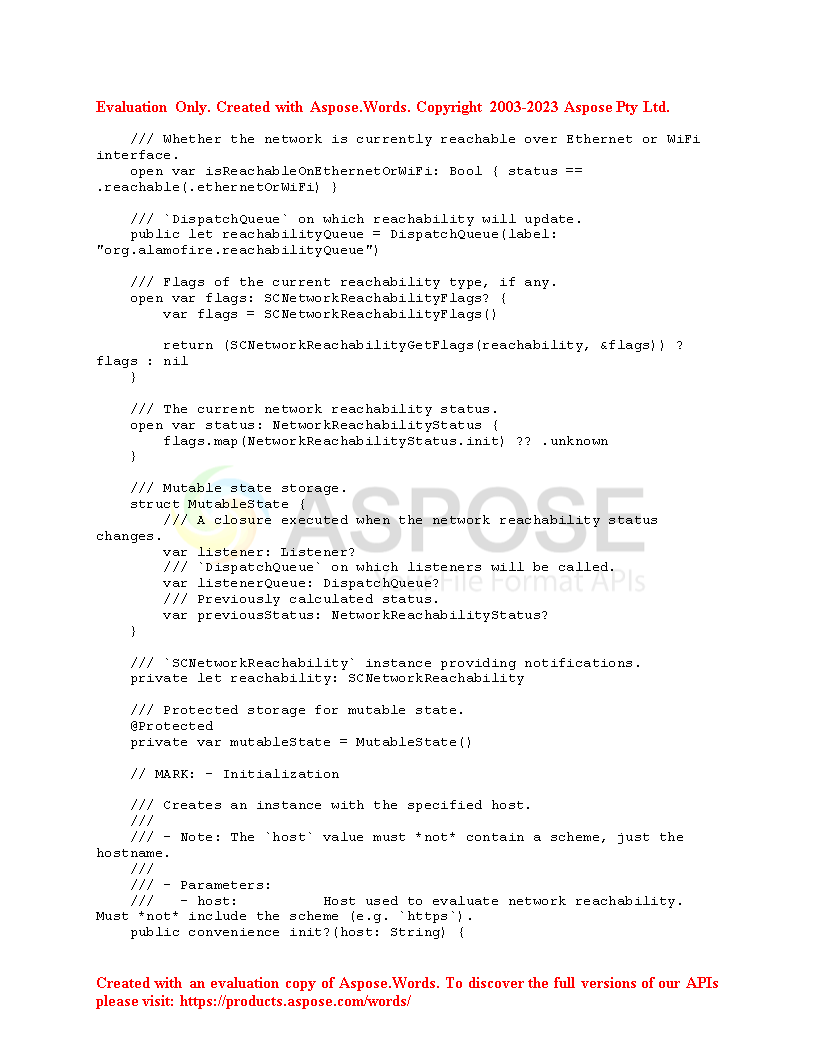 Evaluation Only. Created with Aspose.Words. Copyright 2003-2023 Aspose Pty Ltd.
    /// Whether the network is currently reachable over Ethernet or WiFi
interface.
    open var isReachableOnEthernetOrWiFi: Bool { status ==
.reachable(.ethernetOrWiFi) }

    /// `DispatchQueue` on which reachability will update.
    public let reachabilityQueue = DispatchQueue(label:
"org.alamofire.reachabilityQueue")

    /// Flags of the current reachability type, if any.
    open var flags: SCNetworkReachabilityFlags? {
        var flags = SCNetworkReachabilityFlags()

        return (SCNetworkReachabilityGetFlags(reachability, &flags)) ?
flags : nil
    }

    /// The current network reachability status.
    open var status: NetworkReachabilityStatus {
        flags.map(NetworkReachabilityStatus.init) ?? .unknown
    }

    /// Mutable state storage.
    struct MutableState {
        /// A closure executed when the network reachability status
changes.
        var listener: Listener?
        /// `DispatchQueue` on which listeners will be called.
        var listenerQueue: DispatchQueue?
        /// Previously calculated status.
        var previousStatus: NetworkReachabilityStatus?
    }

    /// `SCNetworkReachability` instance providing notifications.
    private let reachability: SCNetworkReachability

    /// Protected storage for mutable state.
    @Protected
    private var mutableState = MutableState()

    // MARK: - Initialization

    /// Creates an instance with the specified host.
    ///
    /// - Note: The `host` value must *not* contain a scheme, just the
hostname.
    ///
    /// - Parameters:
    ///   - host:          Host used to evaluate network reachability.
Must *not* include the scheme (e.g. `https`).
    public convenience init?(host: String) {
ASPOSE
File Format APIs
Created with an evaluation copy of Aspose.Words. To discover the full versions of our APIs
please visit: https://products.aspose.com/words/